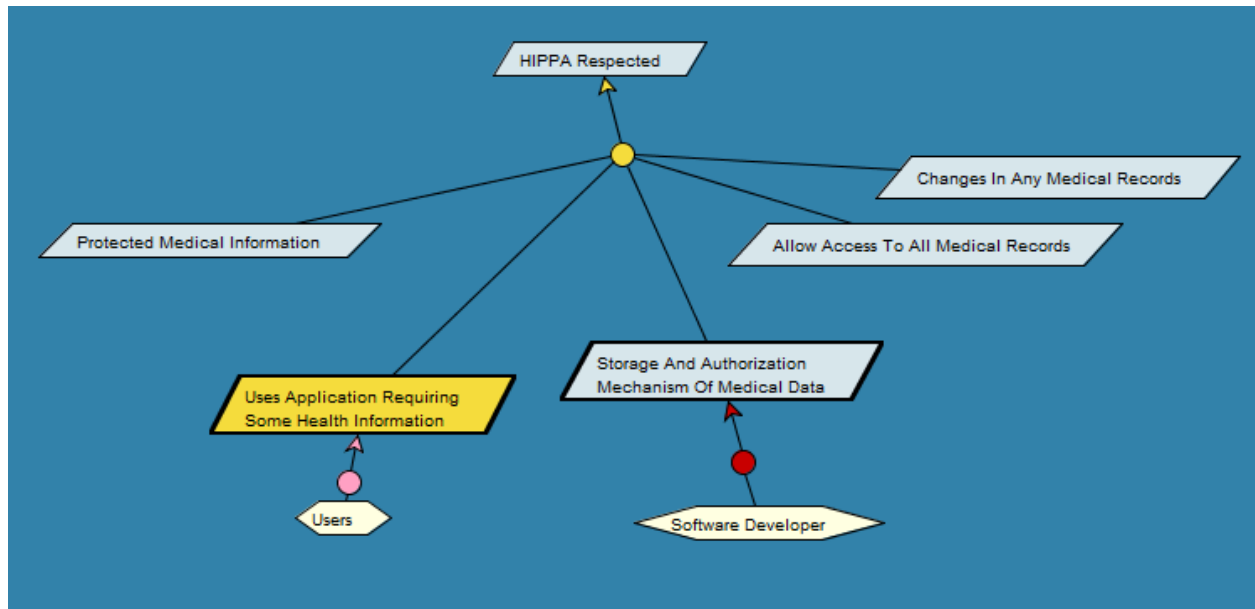 HIPPA Respected
Changes In Any Medical Records
Protected Medical Information
Allow Access To All Medical Records
Storage And Authorization
Mechanism Of Medical Data
Uses Application Requiring
Some Health Information
Users
Software Developer